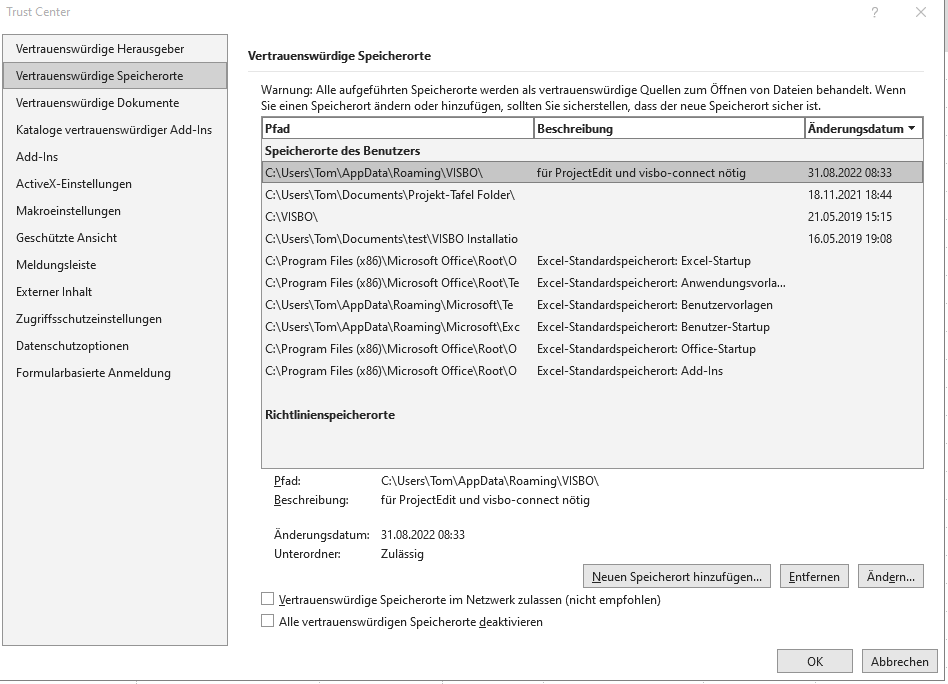 Trust Center
?
Vertrauenswürdige Herausgeber
Vertrauenswürdige Speicherorte
Vertrauenswürdige Dokumente
Kataloge vertrauenswürdiger Add-Ins
Add-Ins
ActiveX-Einstellungen
Makroeinstellungen
Geschützte Ansicht
Meldungsleiste
Externer Inhalt
Zugriffsschutzeinstellungen
Datenschutzoptionen
Formularbasierte Anmeldung
Vertrauenswürdige Speicherorte
Warnung: Alle aufgeführten Speicherorte werden als vertrauenswürdige Quellen zum Öffnen von Dateien behandelt. Wenn
Sie einen Speicherort ändern oder hinzufügen, sollten Sie sicherstellen, dass der neue Speicherort sicher ist.
Pfad Beschreibung Änderungsdatum
Speicherorte des Benutzers
C:\Users\Tom\AppData\Roaming\VISBO\ für ProjectEdit und visbo-connect nötig 31.08.2022 08:33
C:\Users\Tom\Documents\Projekt-Tafel Folder\ 18.11.2021 18:44
C:\VISBO\ 21.05.2019 15:15
C:\Users\Tom\Documents\test\VISBO Installatio 16.05.2019 19:08
C:\Program Files (x86)\Microsoft Office\Root\O Excel-Standardspeicherort: Excel-Startup
C:\Program Files (x86)\Microsoft Office\Root\Te Excel-Standardspeicherort: Anwendungsvorla...
C:\Users\Tom\AppData\Roaming\Microsoft\Te Excel-Standardspeicherort: Benutzervorlagen
C:\Users\Tom\AppData\Roaming\Microsoft\Exc Excel-Standardspeicherort: Benutzer-Startup
C:\Program Files (x86)\Microsoft Office\Root\O Excel-Standardspeicherort: Office-Startup
C:\Program Files (x86)\Microsoft Office\Root\O Excel-Standardspeicherort: Add-Ins
Richtlinienspeicherorte
Pfad: C:\Users\Tom\AppData\Roaming\VISBO\
Beschreibung: für ProjectEdit und visbo-connect nötig
Änderungsdatum: 31.08.2022 08:33
Unterordner: Zulässig
Neuen Speicherort hinzufügen... Entfernen Ändern...
Vertrauenswürdige Speicherorte im Netzwerk zulassen (nicht empfohlen)
Alle vertrauenswürdigen Speicherorte deaktivieren
OK Abbrechen